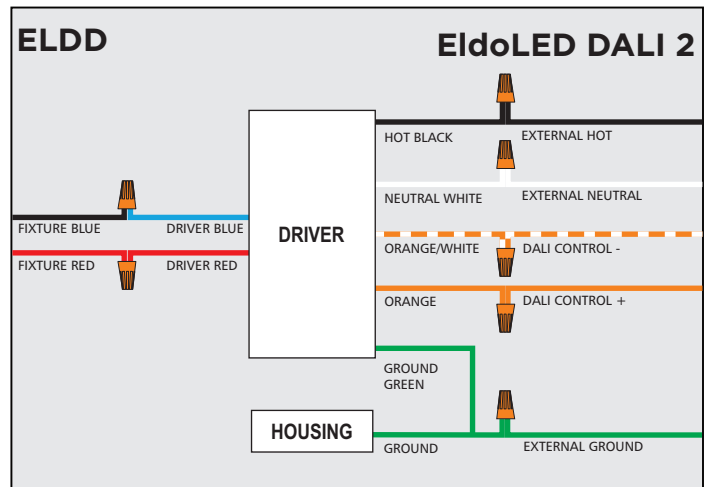 ELDD
EldoLED DALI 2
HOT BLACK
EXTERNAL HOT
NEUTRAL WHITE
EXTERNAL NEUTRAL
FIXTURE BLUE
DRIVER BLUE
DRIVER
ORANGE/WHITE
DALI CONTROL -
FIXTURE RED
DRIVER RED
ORANGE
DALI CONTROL +
GROUND
GREEN
HOUSING
GROUND
EXTERNAL GROUND